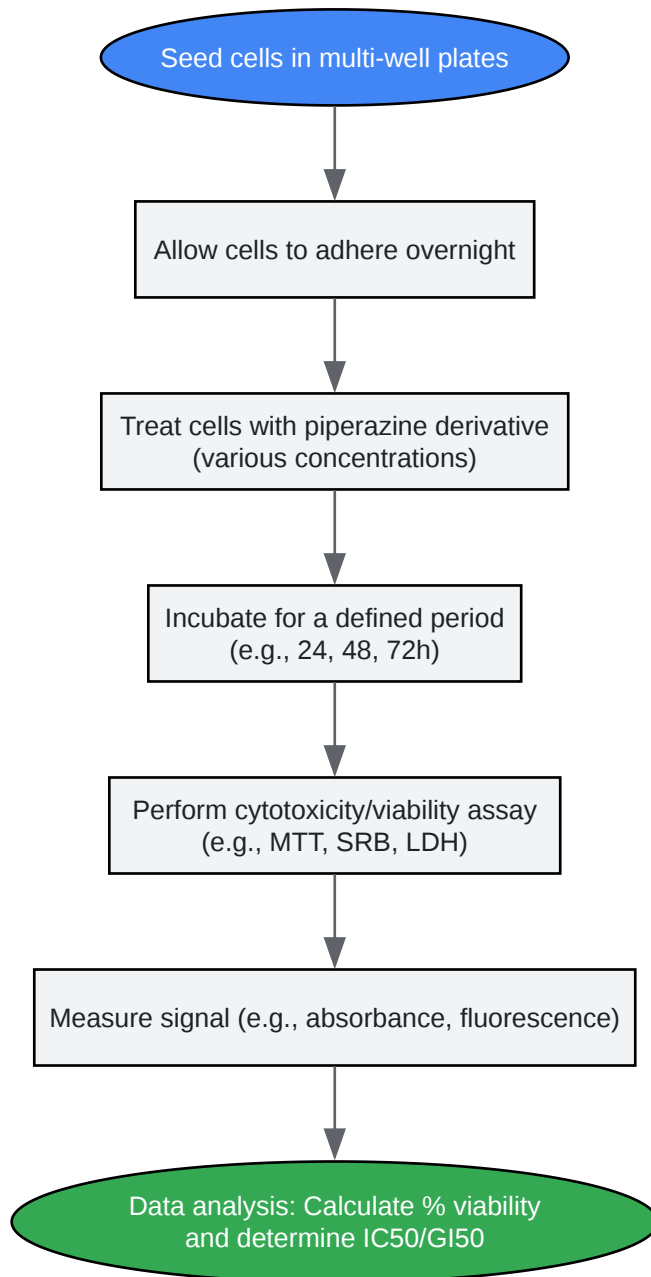 Seed cells in multi-well plates
Allow cells to adhere overnight
Treat cells with piperazine derivative
(various concentrations)
Incubate for a defined period
(e.g., 24, 48, 72h)
Perform cytotoxicity/viability assay
(e.g., MTT, SRB, LDH)
Measure signal (e.g., absorbance, fluorescence)
Data analysis: Calculate % viability
and determine IC50/GI50